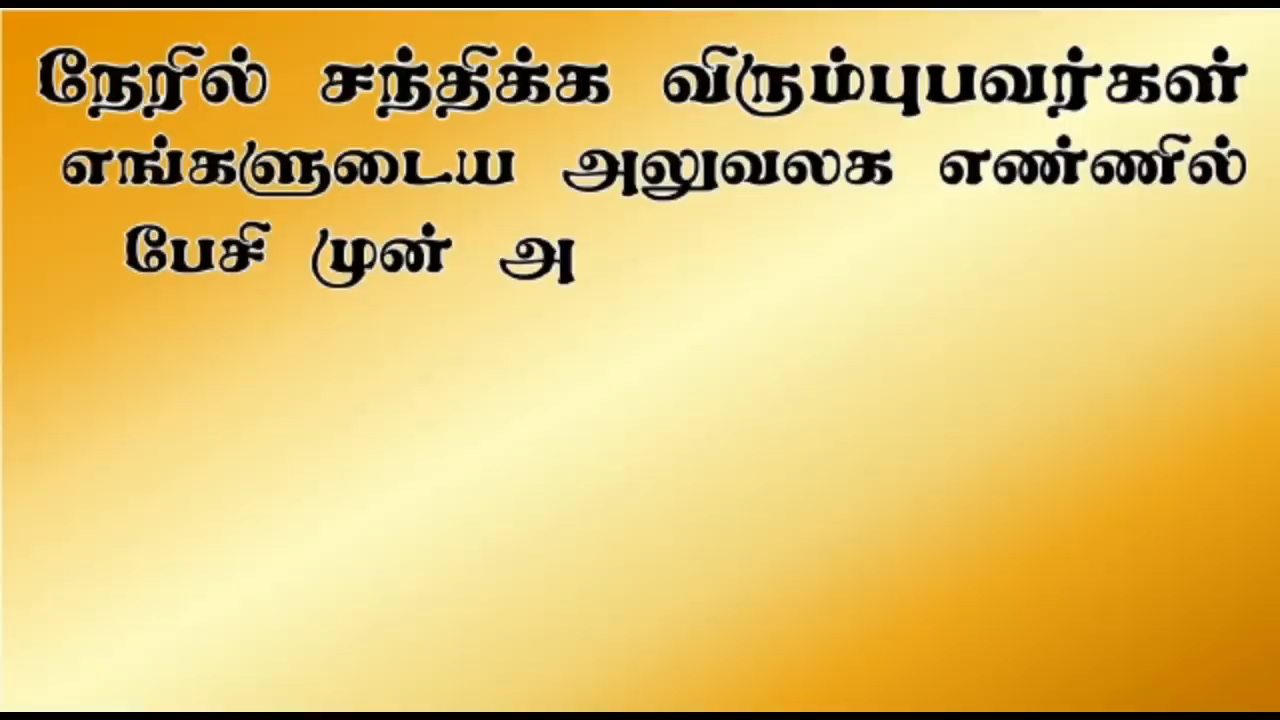 நேரில் சந்திக்க விரும்புபவர்கள்
எங்களுடைய அலுவலக எண்ணில்
பேசி முன் அ